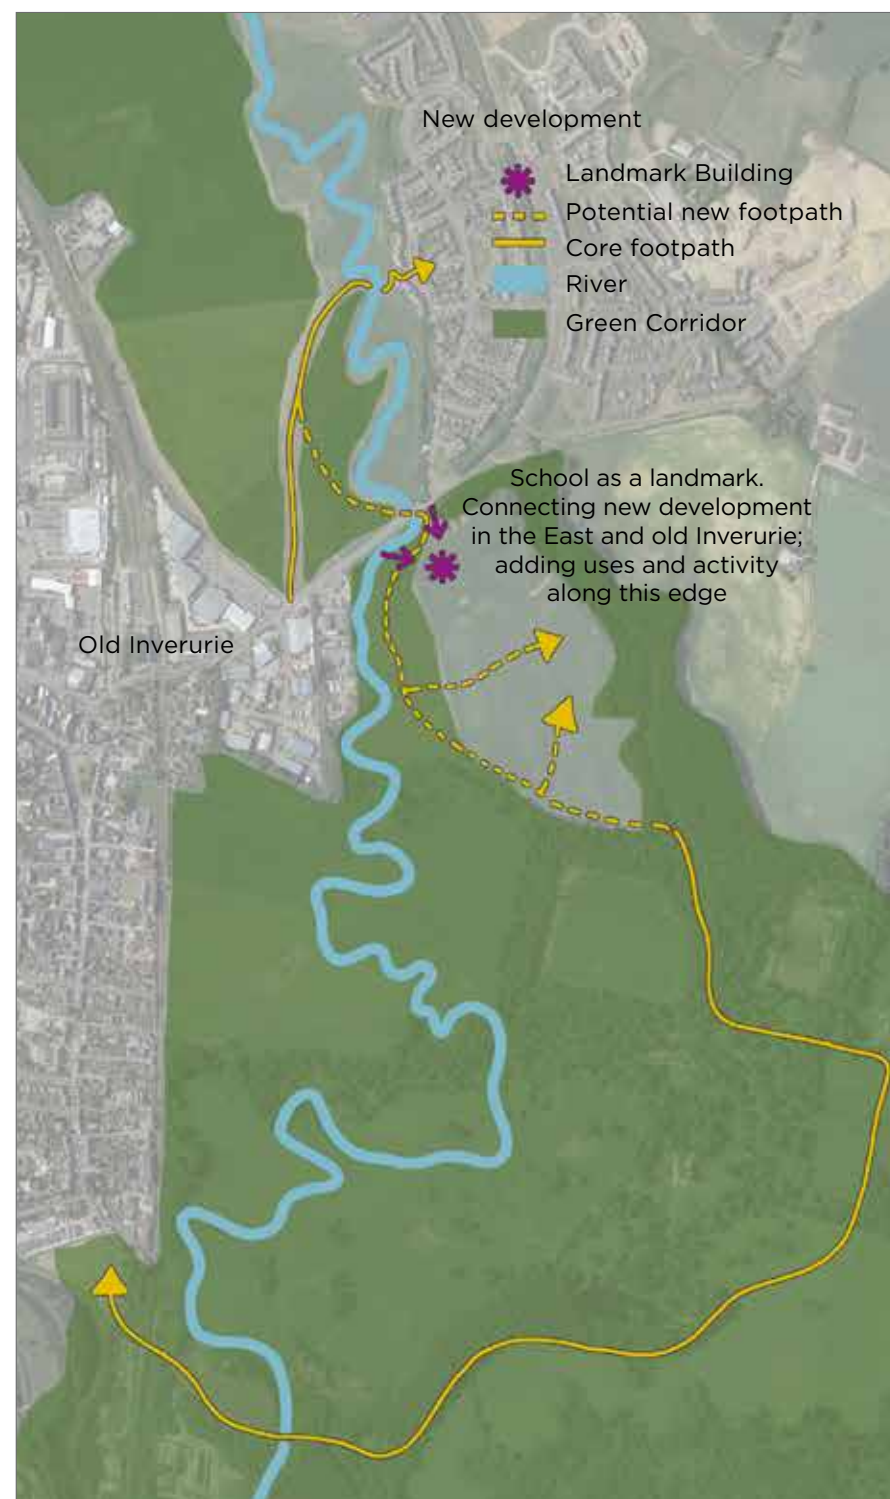 New development
Landmark Building
Potential new footpath
Core footpath
River
Green Corridor
School as a landmark.
Connecting new development
in the East and old Inverurie;
adding uses and activity
along this edge
Old Inverurie